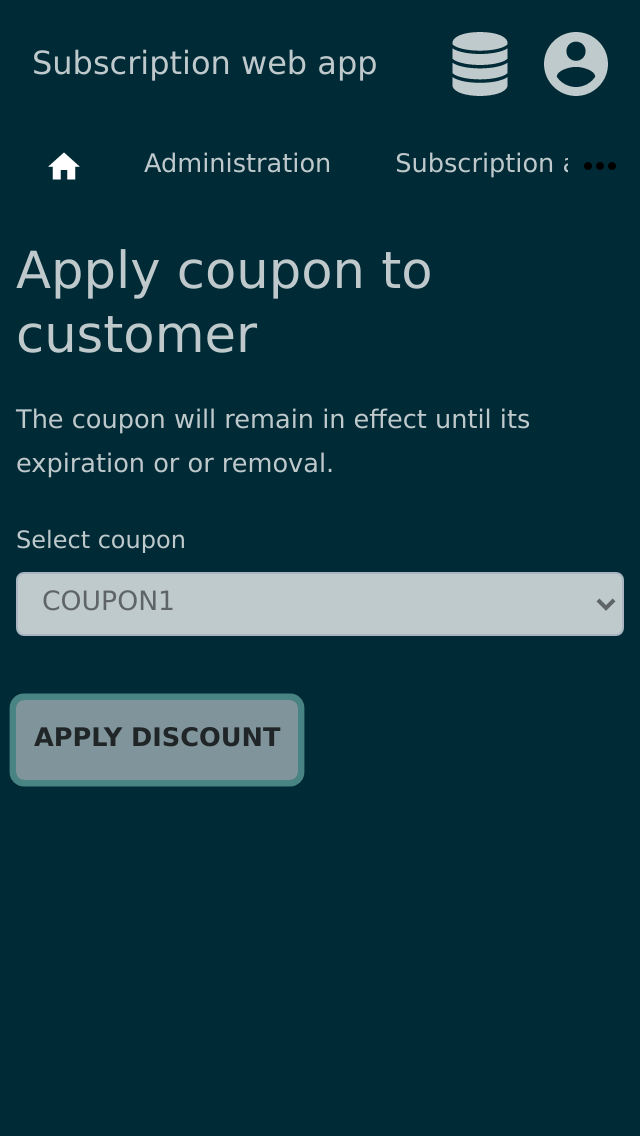 Subscription web app
Administration
Subscription a
Apply coupon to
customer
The coupon will remain in effect until its
expiration or or removal.
Select coupon
COUPON1
APPLY DISCOUNT